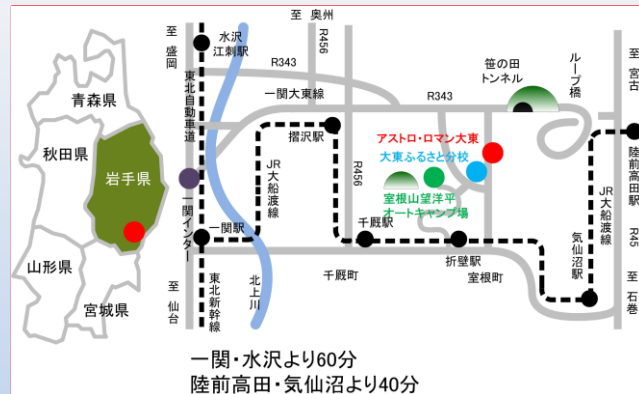 青森県
秋田県
岩手県
山形県
宮城県
至 盛岡
東北自動車道
水沢
江刺駅
R343
至 奥州
R456
一関大東線
R343
笹の田
トンネル
ループ橋
至 宮古
摺沢駅
JR大船渡線
R456
アストロ・ロマン大東
大東ふるさと分校
室根山望洋平
オートキャンプ場
陸前高田駅
JR大船渡線
R45
一関インター
一関駅
千厩駅
折壁駅
気仙沼駅
至 仙台
東北新幹線
北上川
千厩町
室根町
至 石巻
一関・水沢より60分
陸前高田・気仙沼より40分